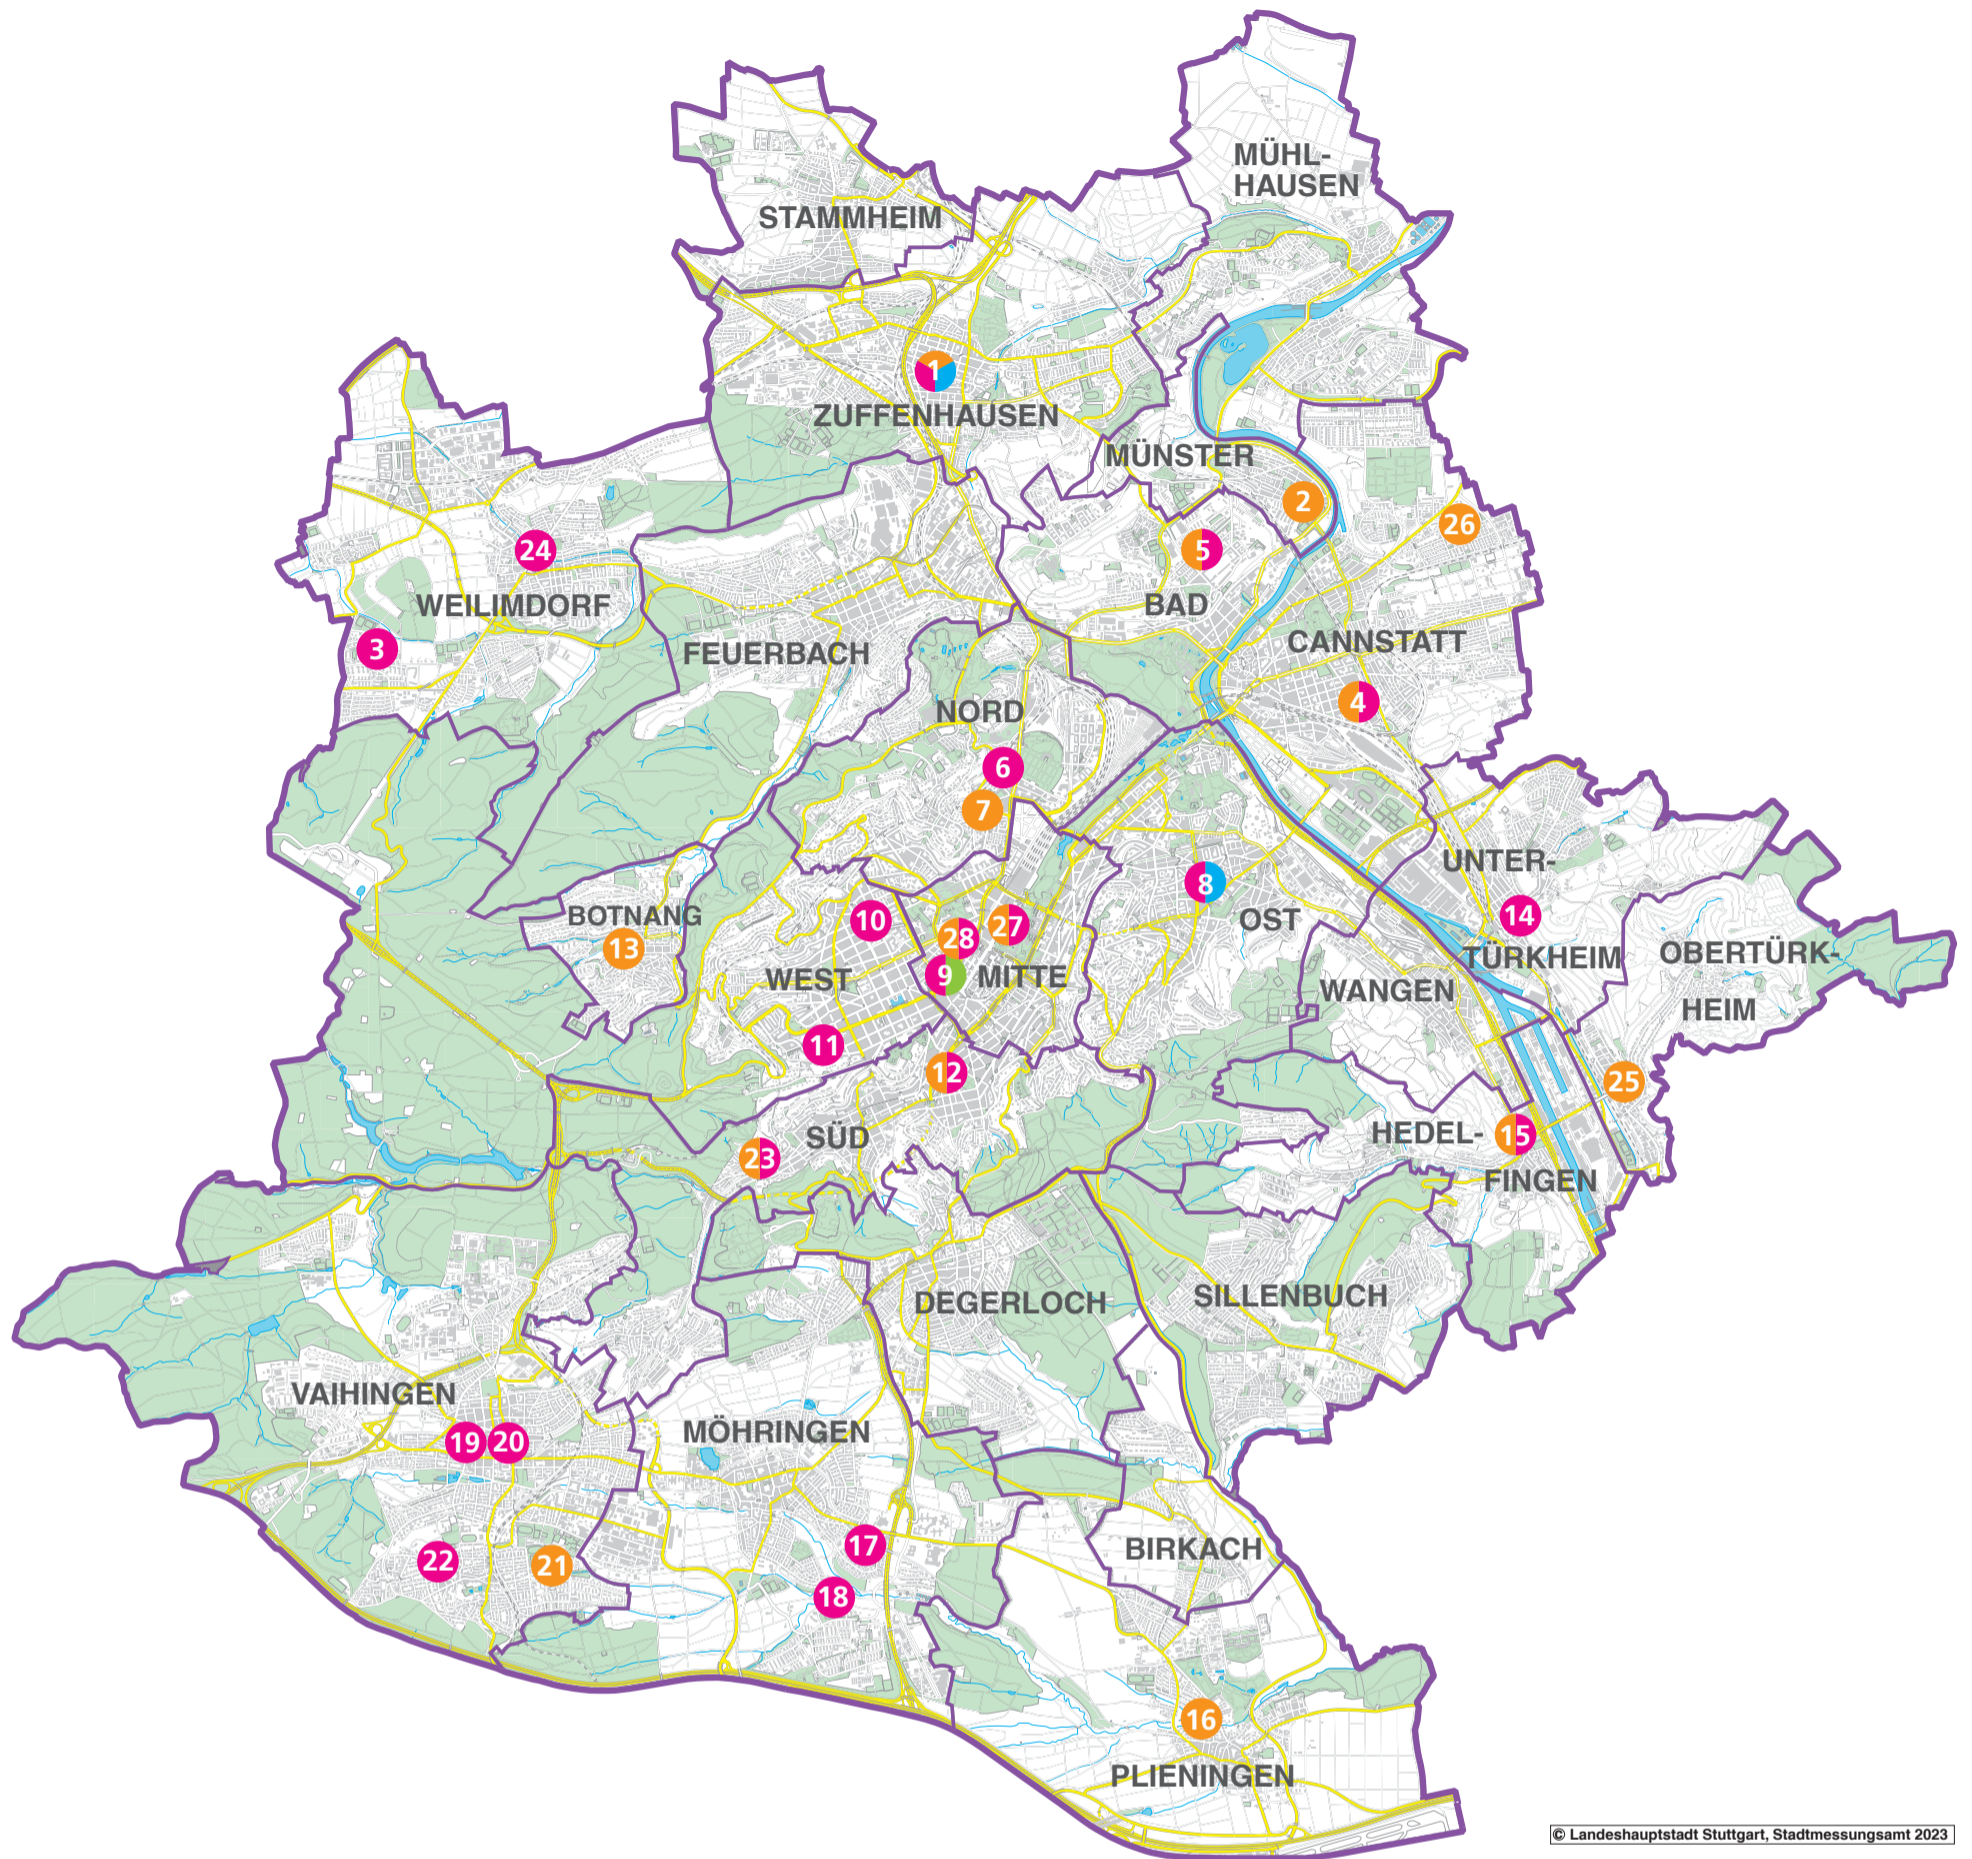 MÜHL-
HAUSEN
STAMMHEIM
1
ZUFFENHAUSEN
MÜNSTER
2
26
24
5
WEILIMDORF
BAD
3
FEUERBACH
CANNSTATT
4
NORD
6
7
UNTER-
8
10
14
BOTNANG
OST
27
28
13
TÜRKHEIM
OBERTÜRK-
9
MITTE
WEST
WANGEN
HEIM
11
12
25
HEDEL-
15
SÜD
23
FINGEN
DEGERLOCH
SILLENBUCH
VAIHINGEN
MÖHRINGEN
19
20
17
BIRKACH
22
21
18
16
PLIENINGEN
© Landeshauptstadt Stuttgart, Stadtmessungsamt 2023